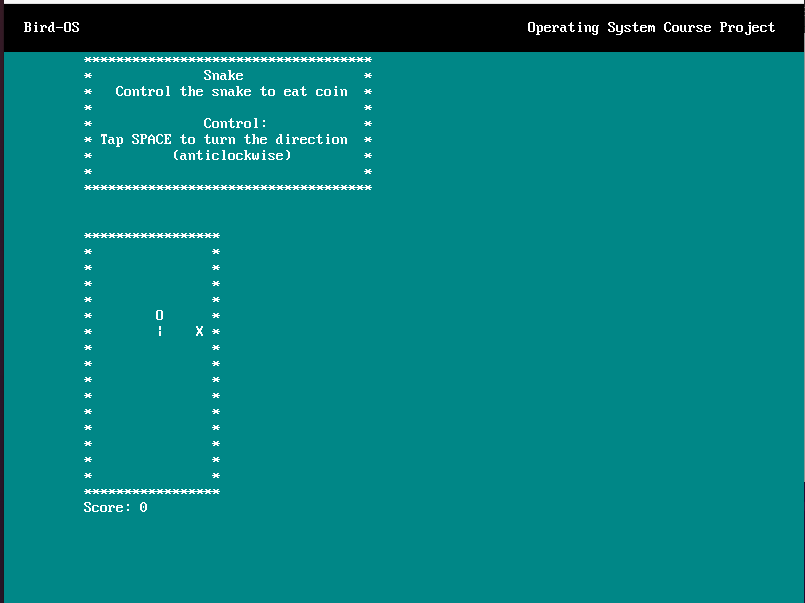 Bird-OS
Operating System Course Project
************************************
* Snake *
* Control the snake to eat coin *
* *
* Control: *
* Tap SPACE to turn the direction *
* (anticlockwise) *
* *
************************************
*****************
* *
* *
* *
* *
* O *
* ¦ X *
* *
* *
* *
* *
* *
* *
* *
* *
* *
*****************
Score: 0